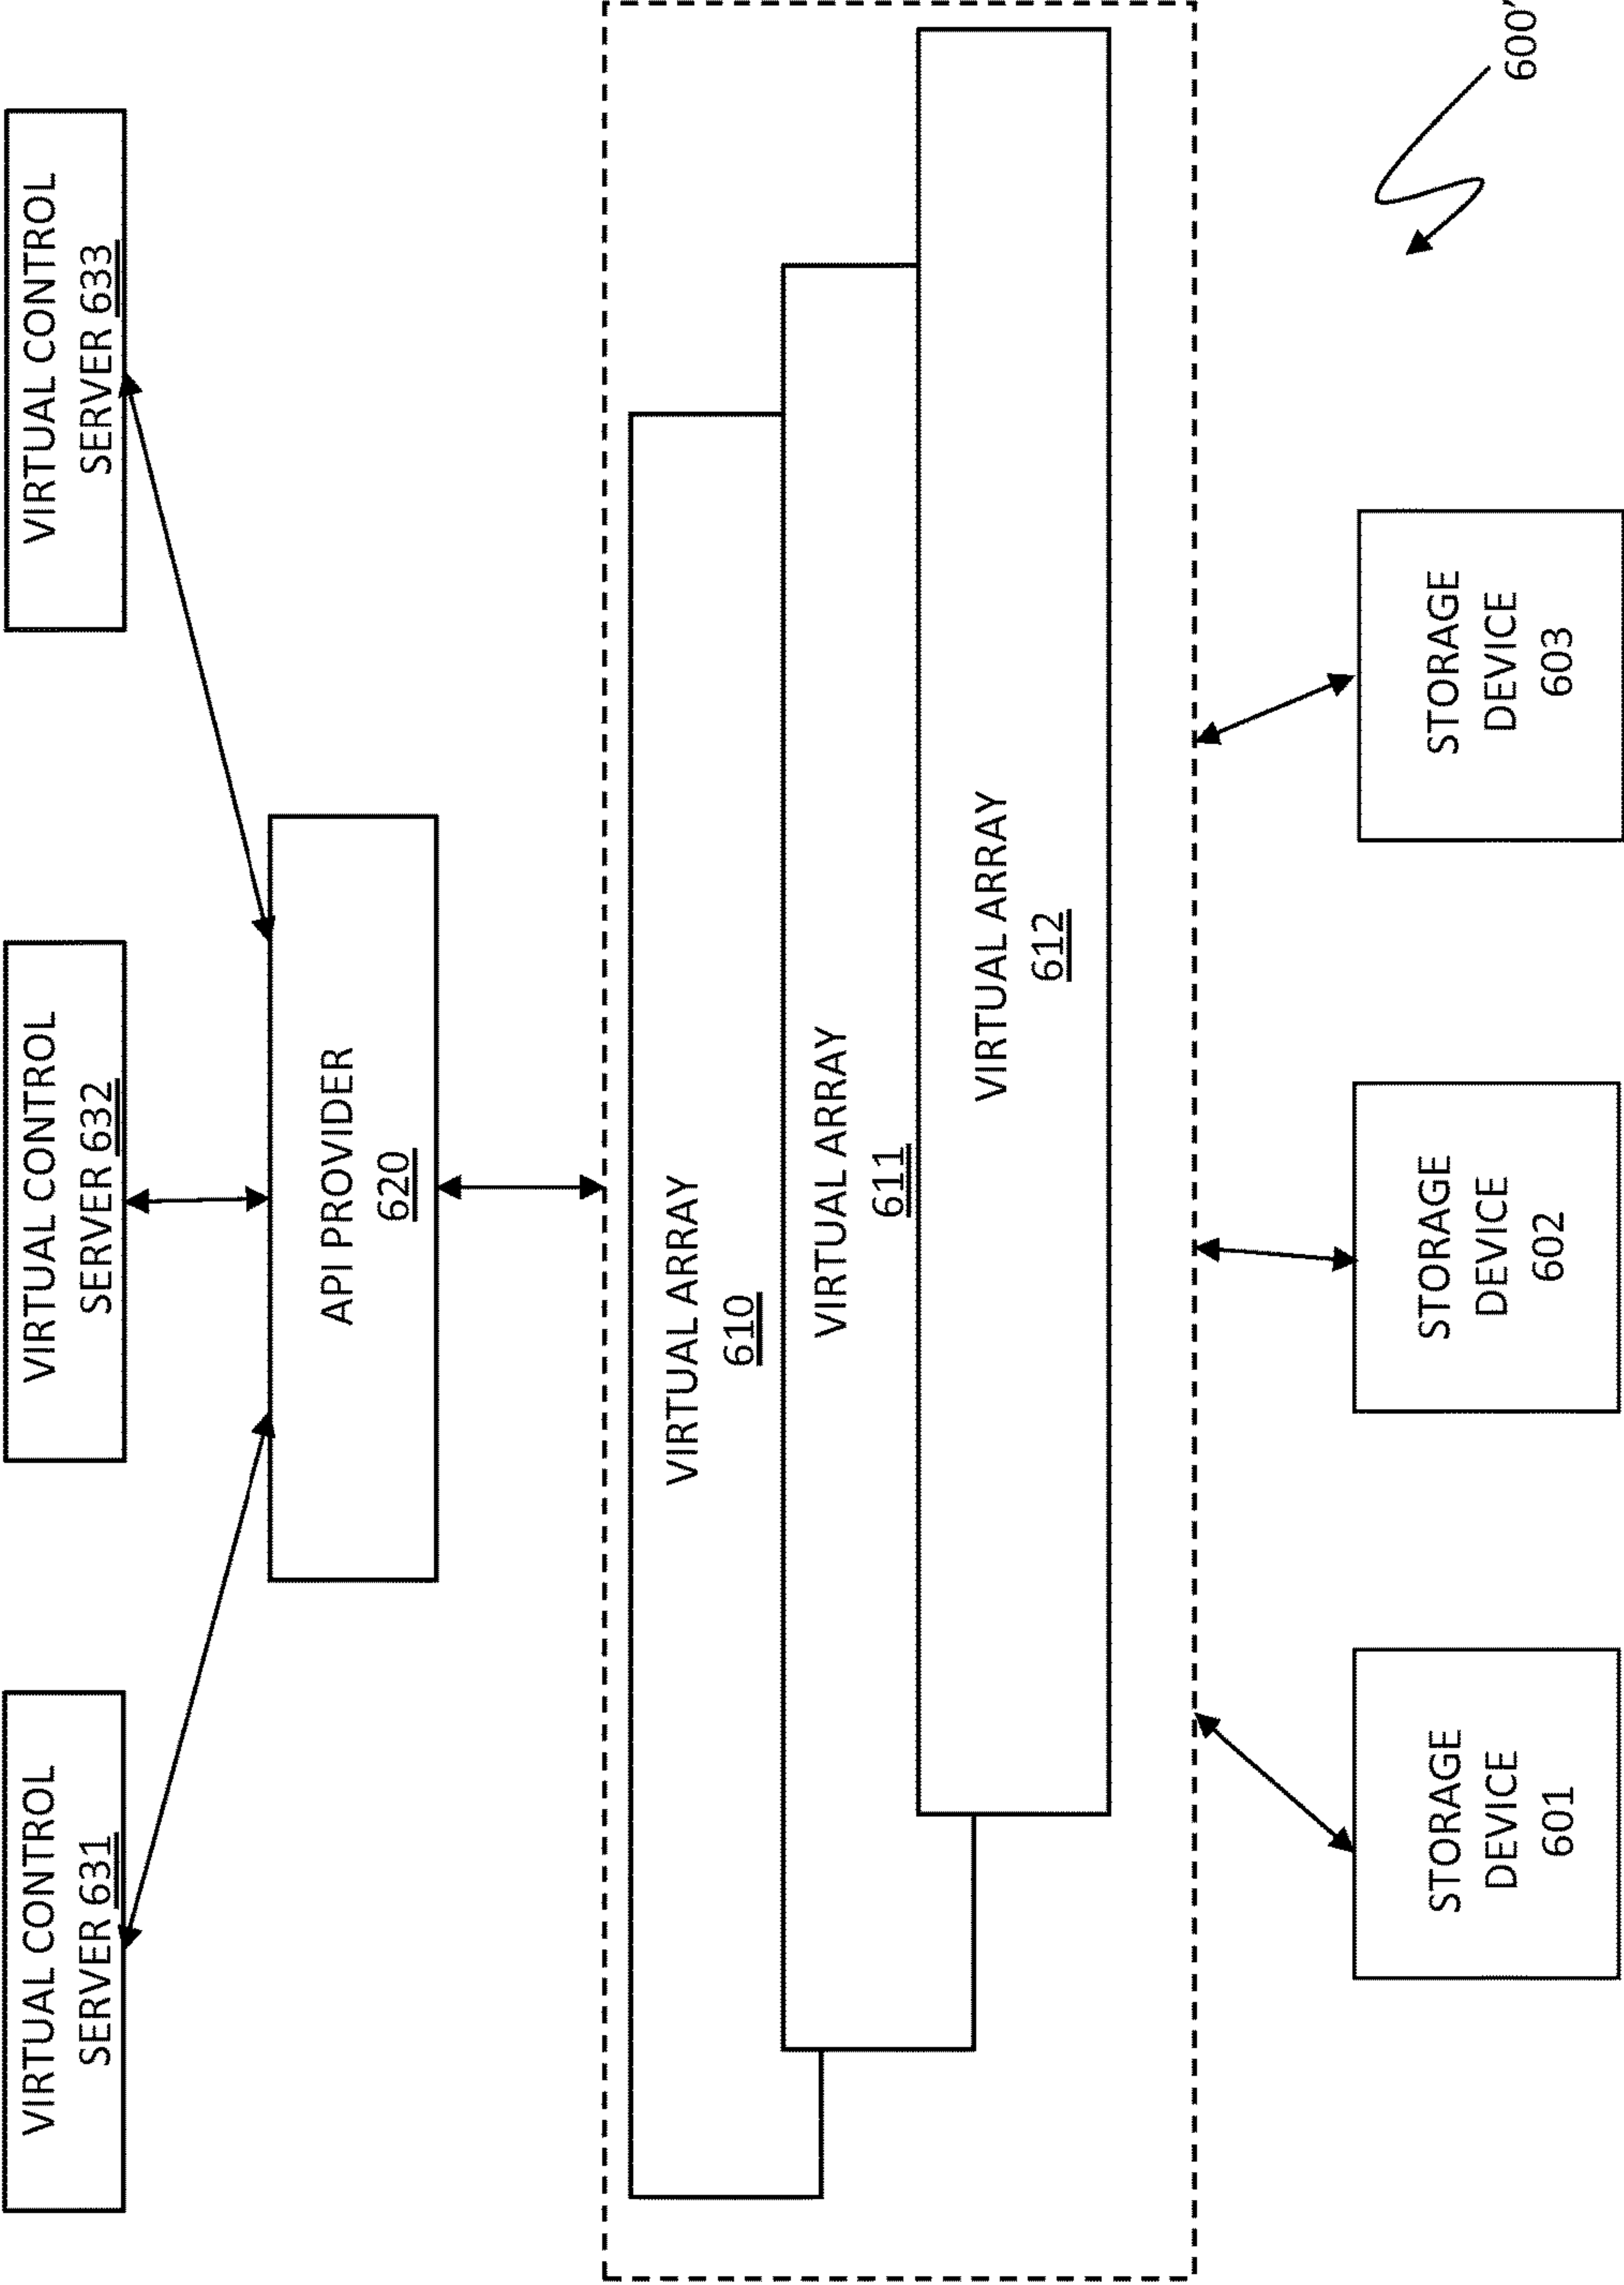 VIRTUAL CONTROL
SERVER 631
VIRTUAL CONTROL
SERVER 632
VIRTUAL CONTROL
SERVER 633
API PROVIDER
620
VIRTUAL ARRAY
610
VIRTUAL ARRAY
611
VIRTUAL ARRAY
612
STORAGE
DEVICE
601
STORAGE
DEVICE
602
STORAGE
DEVICE
603
600'